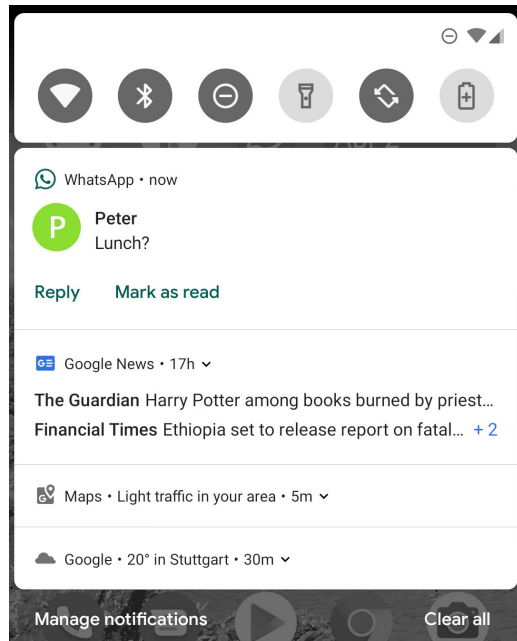 WhatsApp • now
P
Peter
Lunch?
Reply Mark as read
GE Google News • 17h
The Guardian Harry Potter among books burned by priest...
Financial Times Ethiopia set to release report on fatal... + 2
G Maps • Light traffic in your area • 5m
Google • 20° in Stuttgart • 30m
Manage notifications Clear all